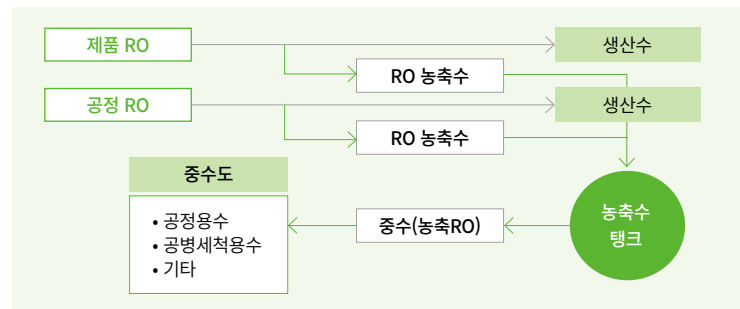 제품 RO
생산수
RO 농축수
공정 RO
생산수
RO 농축수
중수도
• 공정용수
• 공병세척용수
• 기타
중수(농축RO)
농축수
탱크